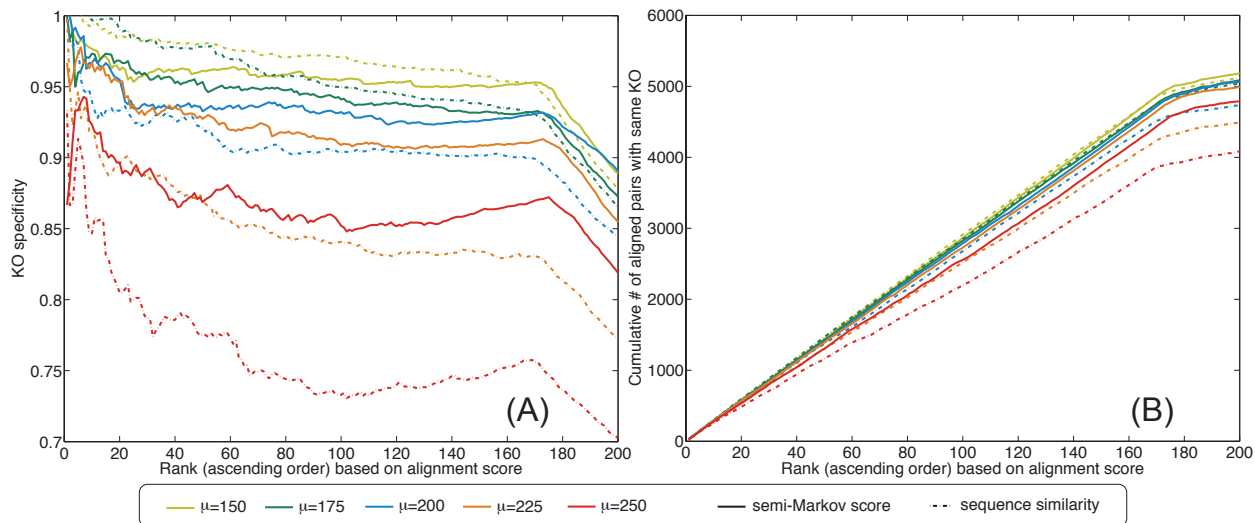 1
0.95
0.9
0.85
0.8
0.75
0.7
KO specificity
0 20 40 60 80 100 120 140 160 180 200
Rank (ascending order) based on alignment score
(A)
6000
5000
4000
3000
2000
1000
0
Cumulative # of aligned pairs with same KO
0 20 40 60 80 100 120 140 160 180 200
Rank (ascending order) based on alignment score
(B)
μ=150 μ=175 μ=200 μ=225 μ=250 semi-Markov score sequence similarity